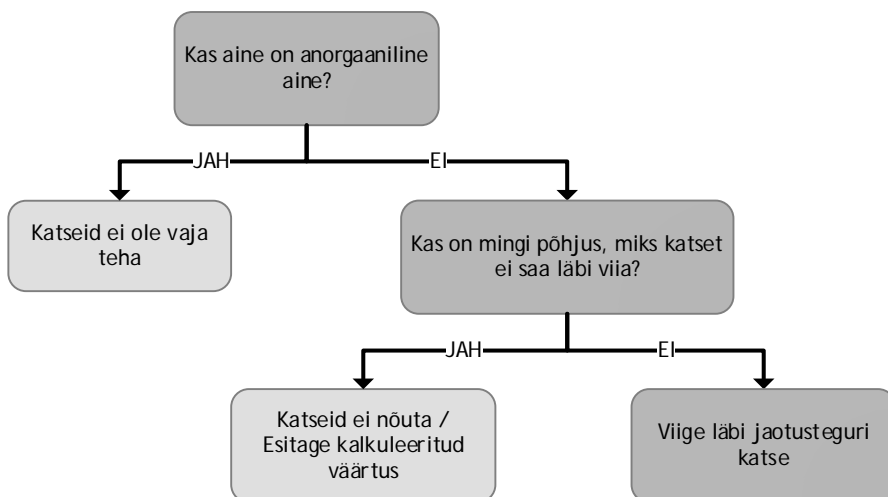 Kas aine on anorgaaniline
aine?
JAH
EI
Katseid ei ole vaja
teha
Kas on mingi põhjus, miks katset
ei saa läbi viia?
JAH
EI
Katseid ei nõuta /
Esitage kalkuleeritud
väärtus
Viige läbi jaotusteguri
katse